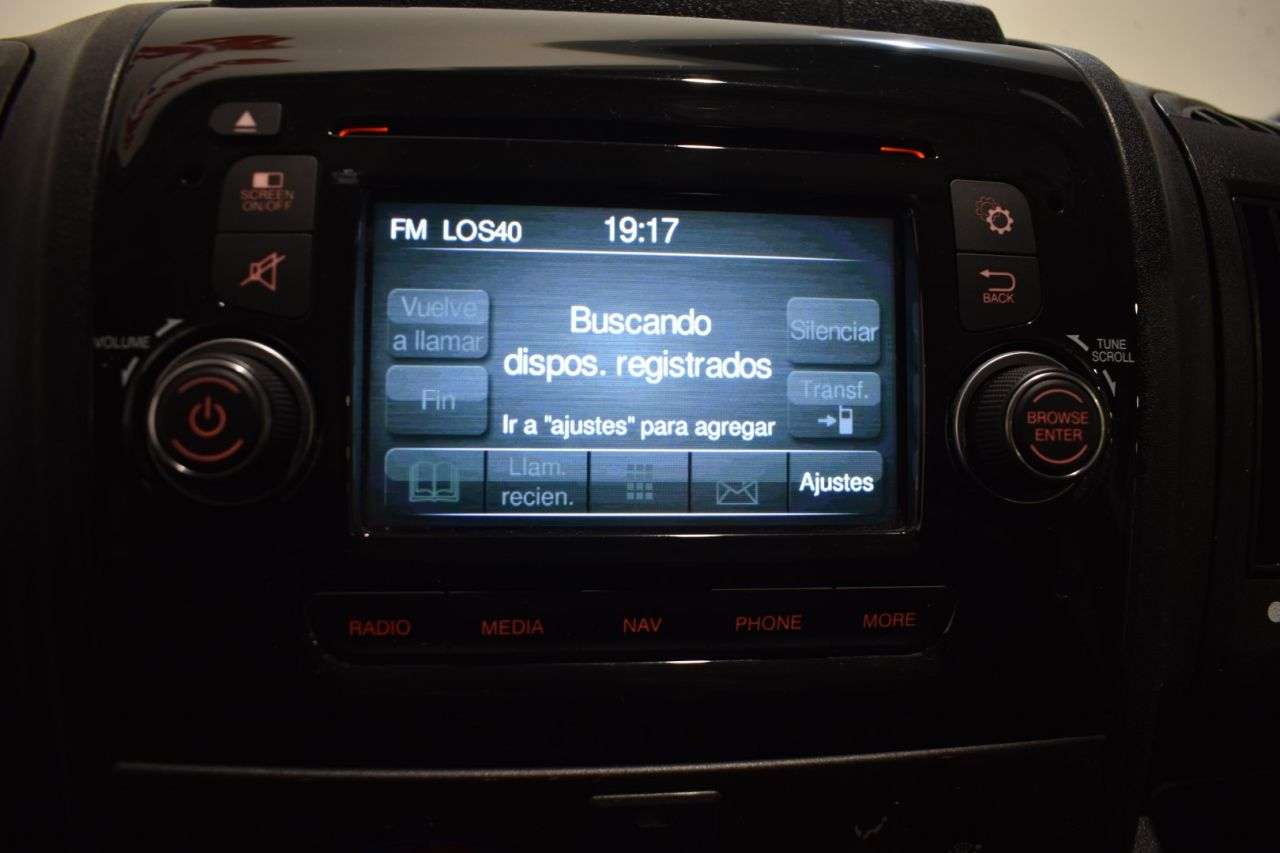 SCREEN
ON/OFF
VOLUME
FM LOS40 19:17
Vuelve
a llamar
Fin
Buscando
dispos. registrados
Ir a "ajustes" para agregar
Silenciar
Transf.
Llam.
recien.
Ajustes
BACK
TUNE
SCROLL
BROWSE
ENTER
RADIO MEDIA NAV PHONE MORE